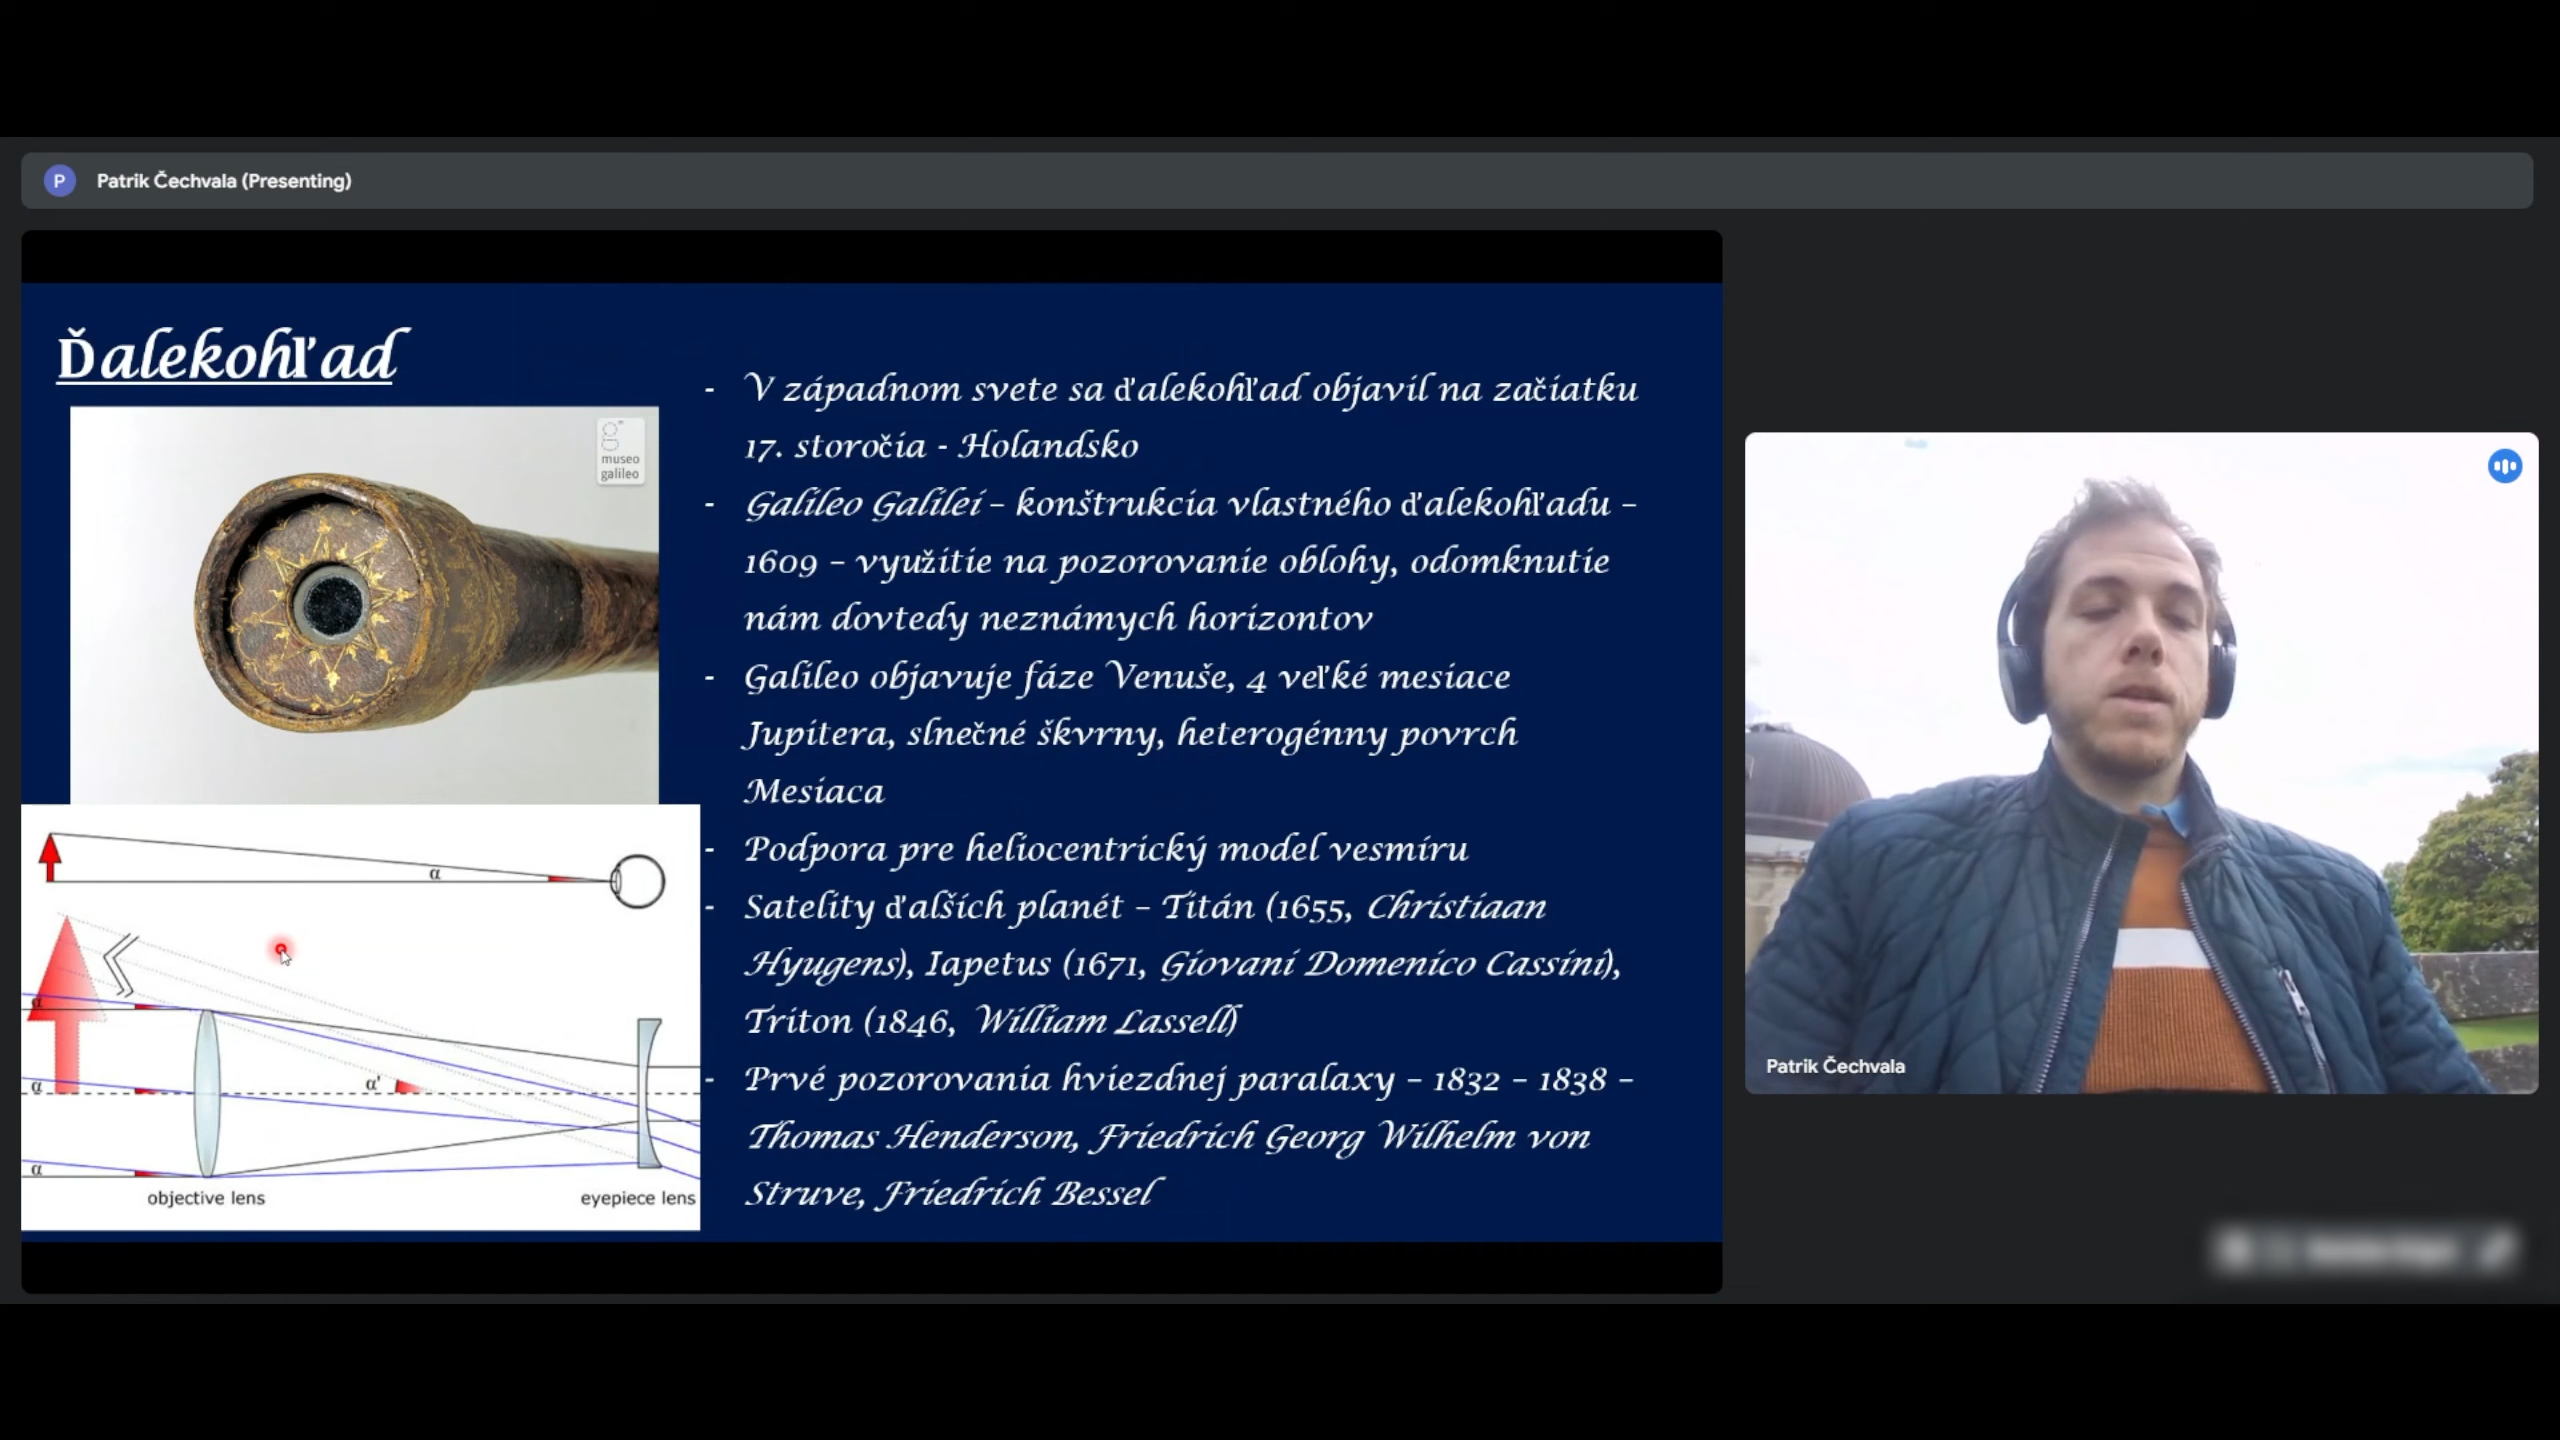 P
Patrik Čechvala (Presenting)
Ďalekohľad
museo
galileo
α
α
α
α
α'
objective lens
eyepiece lens
- V západnom svete sa ďalekohľad objavil na začiatku
17. storočia - Holandsko
- Galileo Galilei – konštrukcia vlastného ďalekohľadu –
1609 – využitie na pozorovanie oblohy, odomknutie
nám dovtedy neznámych horizontov
- Galileo objavuje fáze Venuše, 4 veľké mesiace
Jupitera, slnečné škvrny, heterogénny povrch
Mesiaca
- Podpora pre heliocentrický model vesmíru
- Satelity ďalších planét – Titán (1655, Christiaan
Hyugens), Iapetus (1671, Giovani Domenico Cassini),
Triton (1846, William Lassell)
- Prvé pozorovania hviezdnej paralaxy – 1832 – 1838 –
Thomas Henderson, Friedrich Georg Wilhelm von
Struve, Friedrich Bessel
Patrik Čechvala